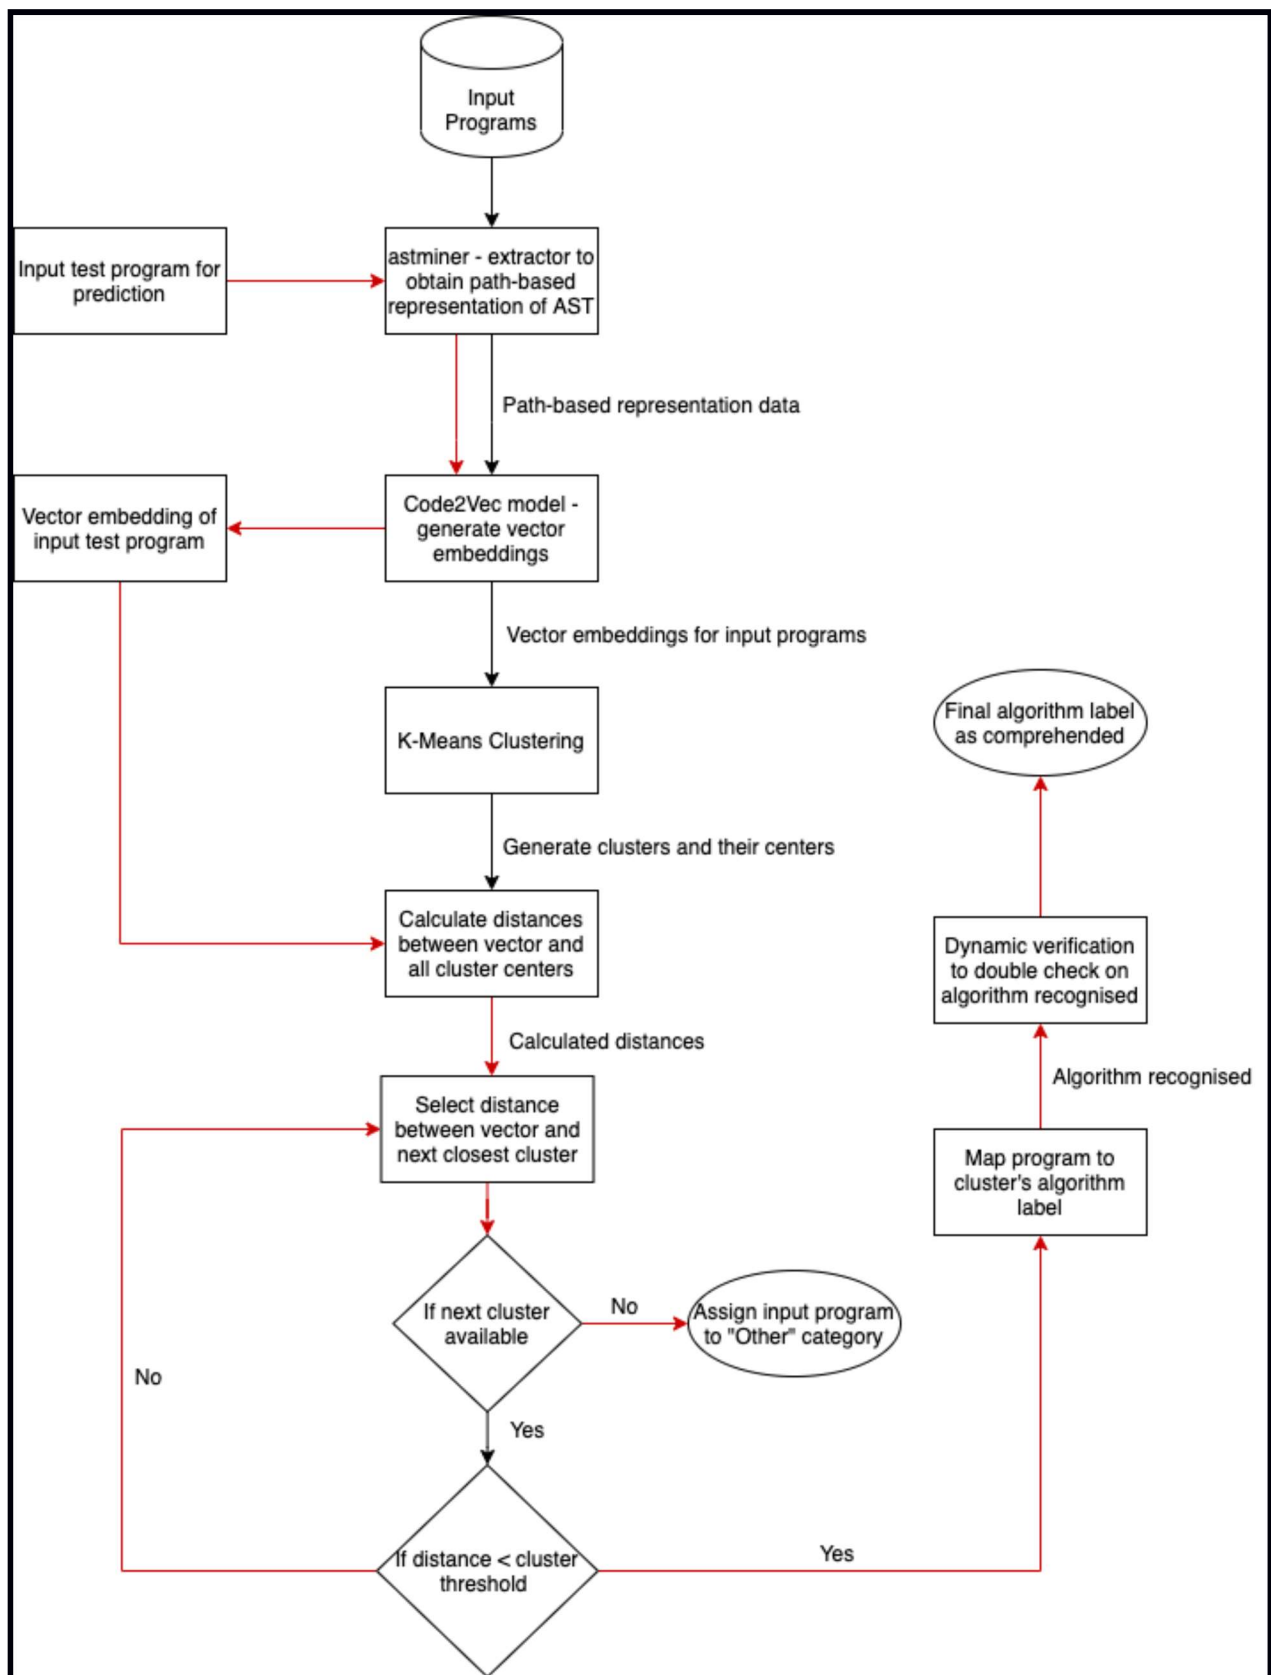 Input
Programs
Input test program for
prediction
astminer - extractor to
obtain path-based
representation of AST
Path-based representation data
Vector embedding of
input test program
Code2Vec model -
generate vector
embeddings
Vector embeddings for input programs
K-Means Clustering
Generate clusters and their centers
Calculate distances
between vector and
all cluster centers
Calculated distances
Select distance
between vector and
next closest cluster
If next cluster
available
No
Assign input program
to "Other" category
Yes
No
If distance < cluster
threshold
Yes
Map program to
cluster's algorithm
label
Algorithm recognised
Dynamic verification
to double check on
algorithm recognised
Final algorithm label
as comprehended